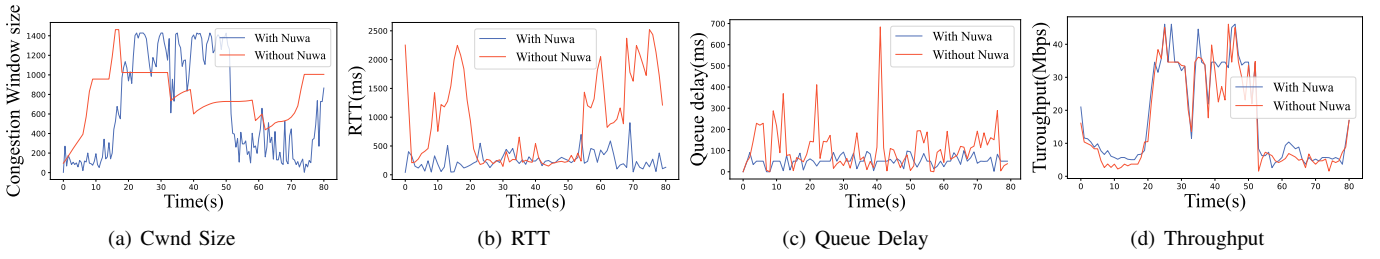 Congestion Window size
1400
1200
1000
800
600
400
200
0
0 10 20 30 40 50 60 70 80
Time(s)
With Nuwa
Without Nuwa
(a) Cwnd Size
RTT(ms)
2500
2000
1500
1000
500
0
0 10 20 30 40 50 60 70 80
Time(s)
With Nuwa
Without Nuwa
(b) RTT
Queue delay(ms)
700
600
500
400
300
200
100
0
0 10 20 30 40 50 60 70 80
Time(s)
With Nuwa
Without Nuwa
(c) Queue Delay
Turoughput(Mbps)
40
30
20
10
0
0 10 20 30 40 50 60 70 80
Time(s)
With Nuwa
Without Nuwa
(d) Throughput